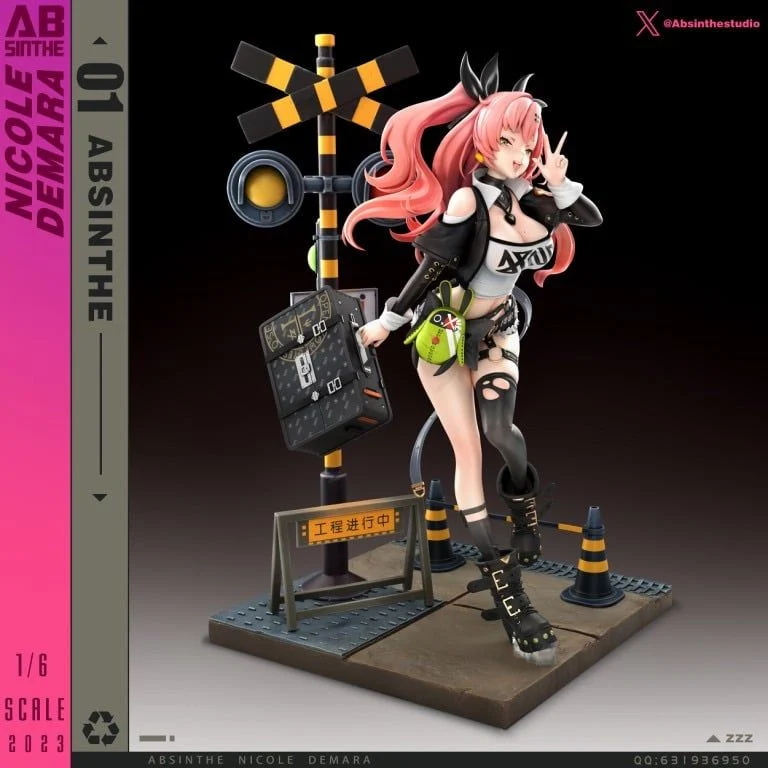 AB
SINTHE
NICOLE
DEMARA
01 ABSINTHE
@Absinthestudio
工程进行中
1/6
SCALE
2023
ZZZ
ABSINTHE NICOLE DEMARA
QQ:631936950